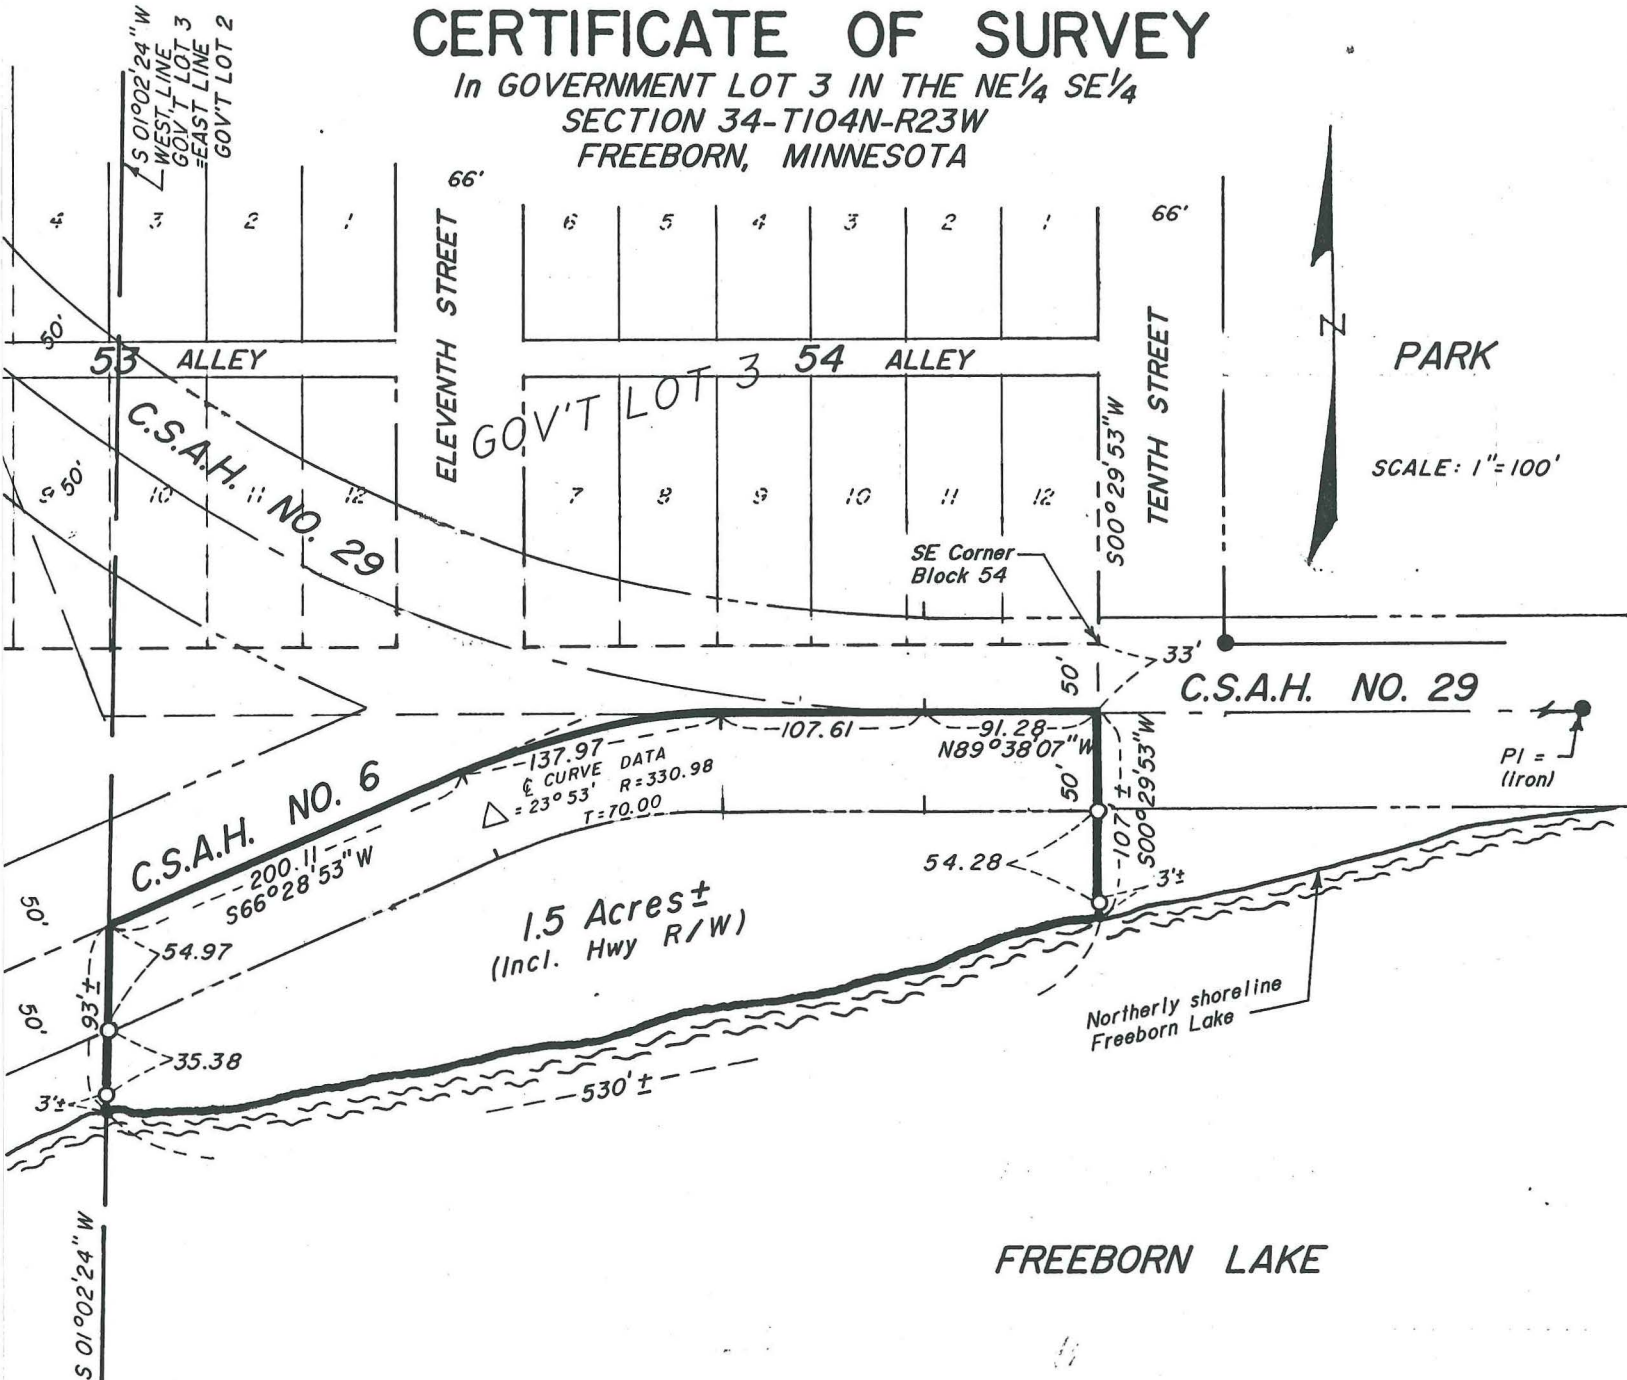 CERTIFICATE OF SURVEY
In GOVERNMENT LOT 3 IN THE NE¼ SE¼
SECTION 34-T104N-R23W
FREEBORN, MINNESOTA
S 01°02'24" W
WEST LINE
GOV'T LOT 3
=EAST LINE
GOV'T LOT 2
4 3 2 1
66'
6 5 4 3 2 1
66'
ELEVENTH STREET
TENTH STREET
N
PARK
SCALE: 1"=100'
50'
53 ALLEY
54 ALLEY
GOV'T LOT 3
C.S.A.H. NO. 29
S00°29'53"W
9 50' 10 11 12
7 8 9 10 11 12
SE Corner
Block 54
33'
50'
C.S.A.H. NO. 29
PI =
(Iron)
107.61
91.28
N89°38'07"W
137.97
℄ CURVE DATA
△ = 23°53' R=330.98
T=70.00
50'
107'±
S00°29'53"W
C.S.A.H. NO. 6
200.11
S66°28'53"W
54.28
3'±
1.5 Acres±
(Incl. Hwy R/W)
50'
54.97
93'±
50'
35.38
3'±
530'±
Northerly shoreline
Freeborn Lake
FREEBORN LAKE
S 01°02'24" W